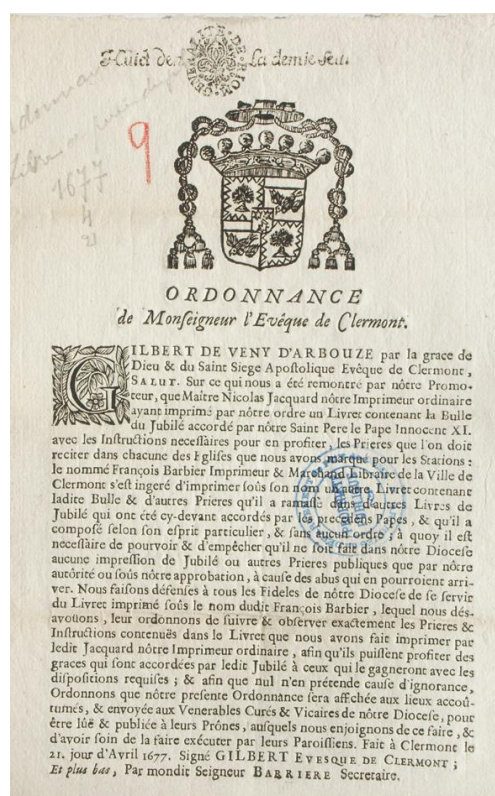 Huict den. La demie feu.
GENERALITE DE RIOM
1677
4
9
ORDONNANCE
de Monſeigneur l'Evêque de Clermont.
GILBERT DE VENY D'ARBOUZE par la grace de
Dieu & du Saint Siege Apoſtolique Evêque de Clermont,
SALUT. Sur ce qui nous a été remontré par nôtre Promo-
teur, que Maître Nicolas Jacquard nôtre Imprimeur ordinaire
ayant imprimé par nôtre ordre un Livret contenant la Bulle
du Jubilé accordé par nôtre Saint Pere le Pape Innocent XI.
avec les Inſtructions neceſſaires pour en profiter, les Prieres que l'on doit
reciter dans chacune des Egliſes que nous avons marqué pour les Stations :
le nommé François Barbier Imprimeur & Marchand Libraire de la Ville de
Clermont s'eſt ingeré d'imprimer ſoûs ſon nom un autre Livret contenant
ladite Bulle & d'autres Prieres qu'il a ramaſſé dans d'autres Livres de
Jubilé qui ont été cy-devant accordés par les precedens Papes, & qu'il a
compoſé ſelon ſon eſprit particulier, & ſans aucun ordre ; à quoy il eſt
neceſſaire de pourvoir & d'empêcher qu'il ne ſoit fait dans nôtre Dioceſe
aucune impreſſion de Jubilé ou autres Prieres publiques que par nôtre
autórité ou ſoûs nôtre approbation, à cauſe des abus qui en pourroient arri-
ver. Nous faiſons défenſes à tous les Fideles de nôtre Dioceſe de ſe ſervir
du Livret imprimé ſoûs le nom dudit François Barbier, lequel nous déſ-
avoüons, leur ordonnons de ſuivre & obſerver exactement les Prieres &
Inſtructions contenuës dans le Livret que nous avons fait imprimer par
ledit Jacquard nôtre Imprimeur ordinaire, afin qu'ils puiſſent profiter des
graces qui ſont accordées par ledit Jubilé à ceux qui le gagneront avec les
diſpoſitions requiſes ; & afin que nul n'en prétende cauſe d'ignorance,
Ordonnons que nôtre preſente Ordonnance ſera affichée aux lieux accoû-
tumés, & envoyée aux Venerables Curés & Vicaires de nôtre Dioceſe, pour
être lûë & publiée à leurs Prônes, auſquels nous enjoignons de ce faire, &
d'avoir ſoin de la faire exécuter par leurs Paroiſſiens. Fait à Clermont le
21. jour d'Avril 1677. Signé GILBERT EVESQUE DE CLERMONT ;
Et plus bas, Par mondit Seigneur BARRIERE Secretaire.